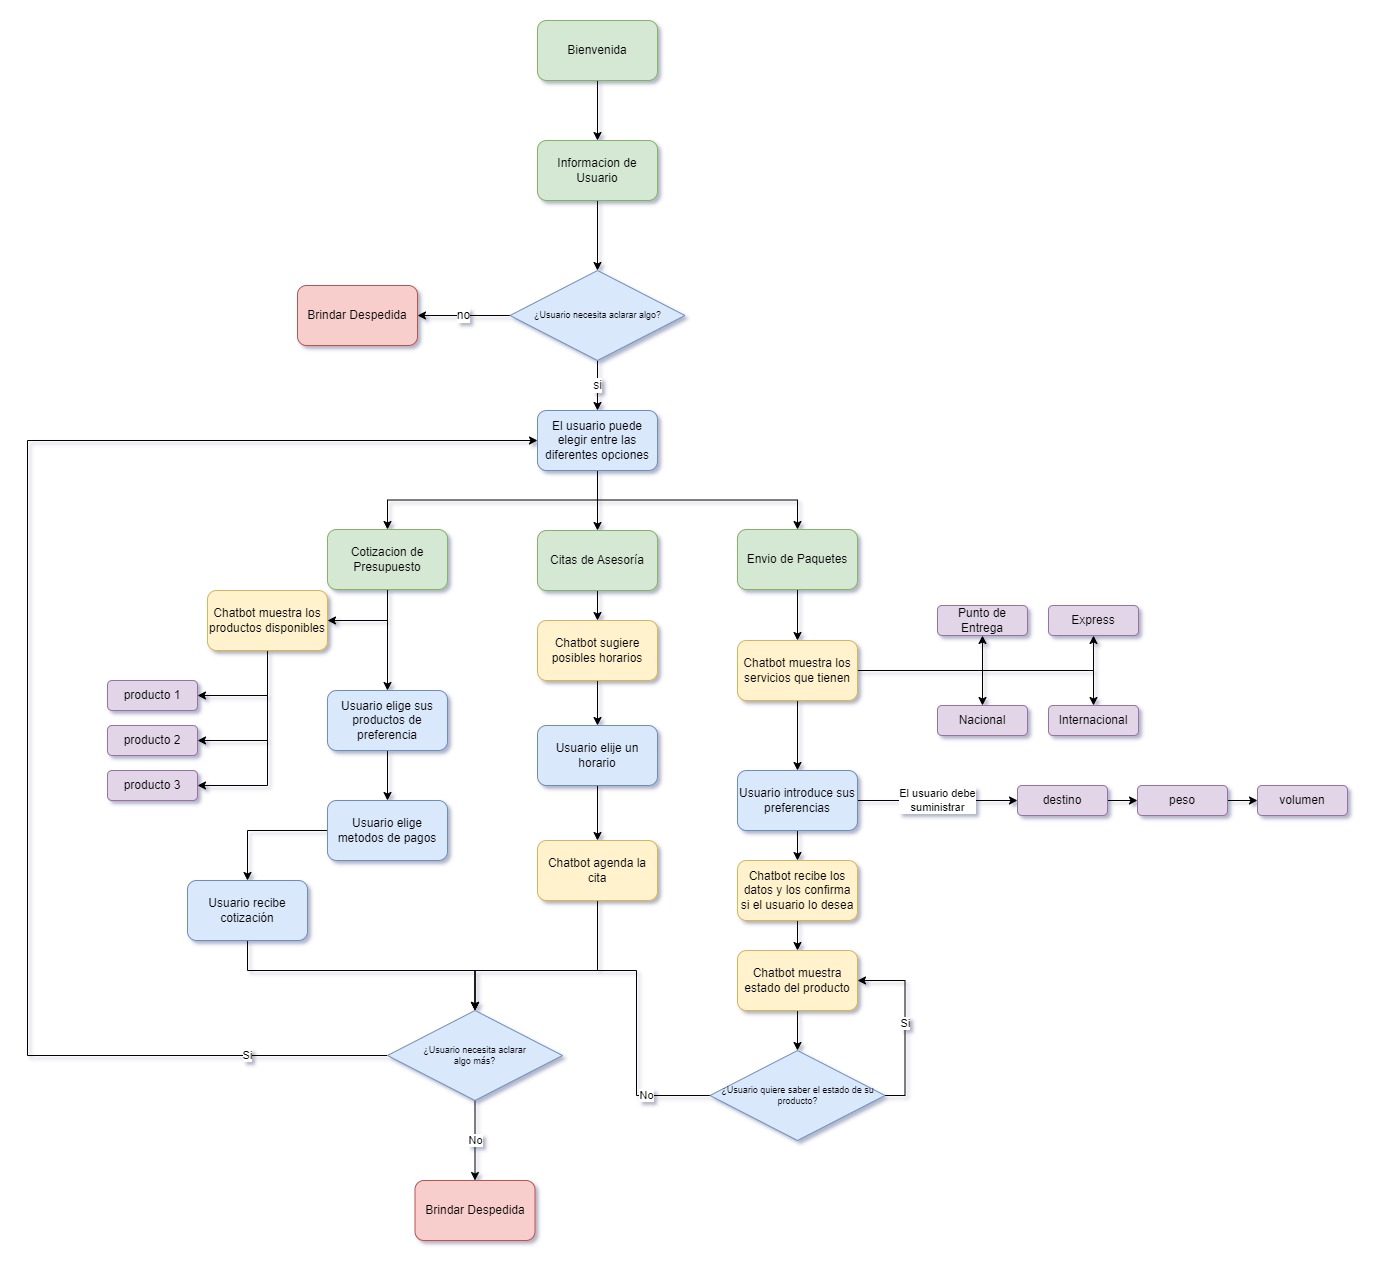 Bienvenida
Informacion de
Usuario
¿Usuario necesita aclarar algo?
no
Brindar Despedida
si
El usuario puede
elegir entre las
diferentes opciones
Cotizacion de
Presupuesto
Chatbot muestra los
productos disponibles
producto 1
producto 2
producto 3
Usuario elige sus
productos de
preferencia
Usuario elige
metodos de pagos
Usuario recibe
cotización
Citas de Asesoría
Chatbot sugiere
posibles horarios
Usuario elije un
horario
Chatbot agenda la
cita
Envio de Paquetes
Chatbot muestra los
servicios que tienen
Punto de
Entrega
Express
Nacional
Internacional
Usuario introduce sus
preferencias
El usuario debe
suministrar
destino
peso
volumen
Chatbot recibe los
datos y los confirma
si el usuario lo desea
Chatbot muestra
estado del producto
Si
¿Usuario quiere saber el estado de su
producto?
No
¿Usuario necesita aclarar
algo más?
Si
No
Brindar Despedida